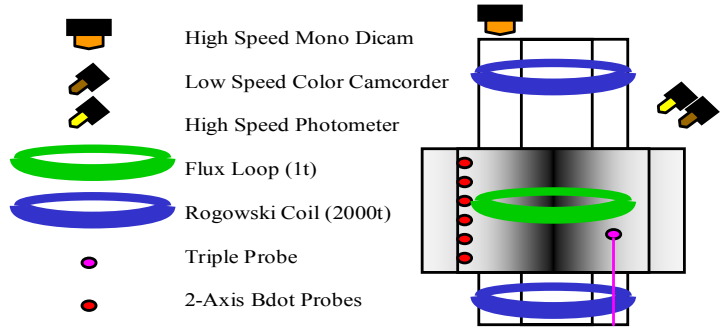 High Speed Mono Dicam
Low Speed Color Camcorder
High Speed Photometer
Flux Loop (1t)
Rogowski Coil (2000t)
Triple Probe
2-Axis Bdot Probes